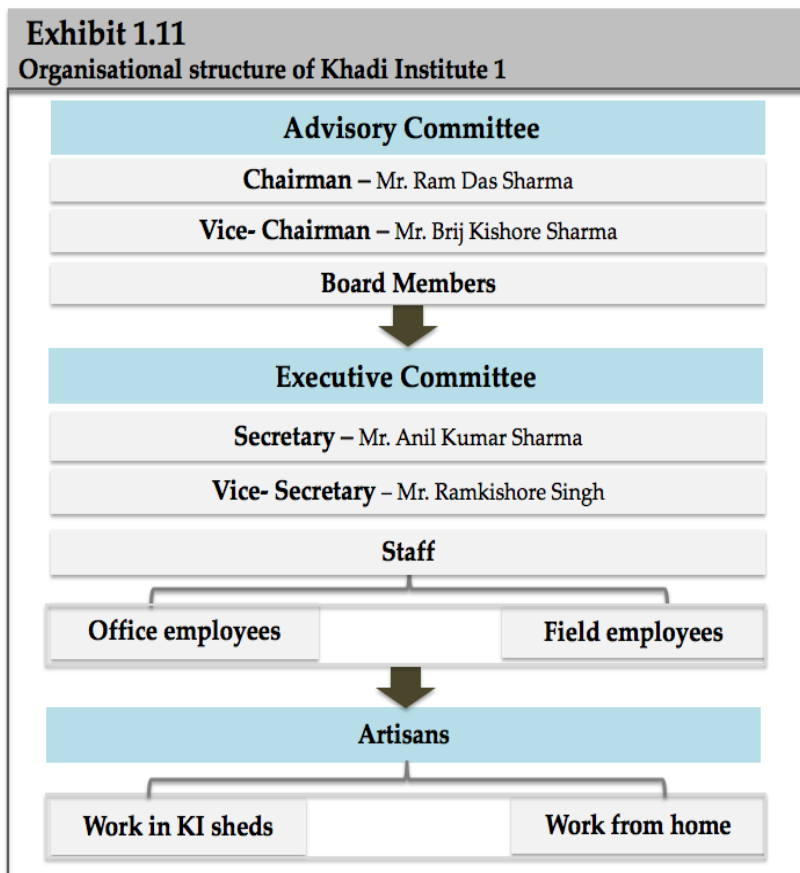 Exhibit 1.11
Organisational structure of Khadi Institute 1
Advisory Committee
Chairman – Mr. Ram Das Sharma
Vice- Chairman – Mr. Brij Kishore Sharma
Board Members
Executive Committee
Secretary – Mr. Anil Kumar Sharma
Vice- Secretary – Mr. Ramkishore Singh
Staff
Office employees
Field employees
Artisans
Work in KI sheds
Work from home